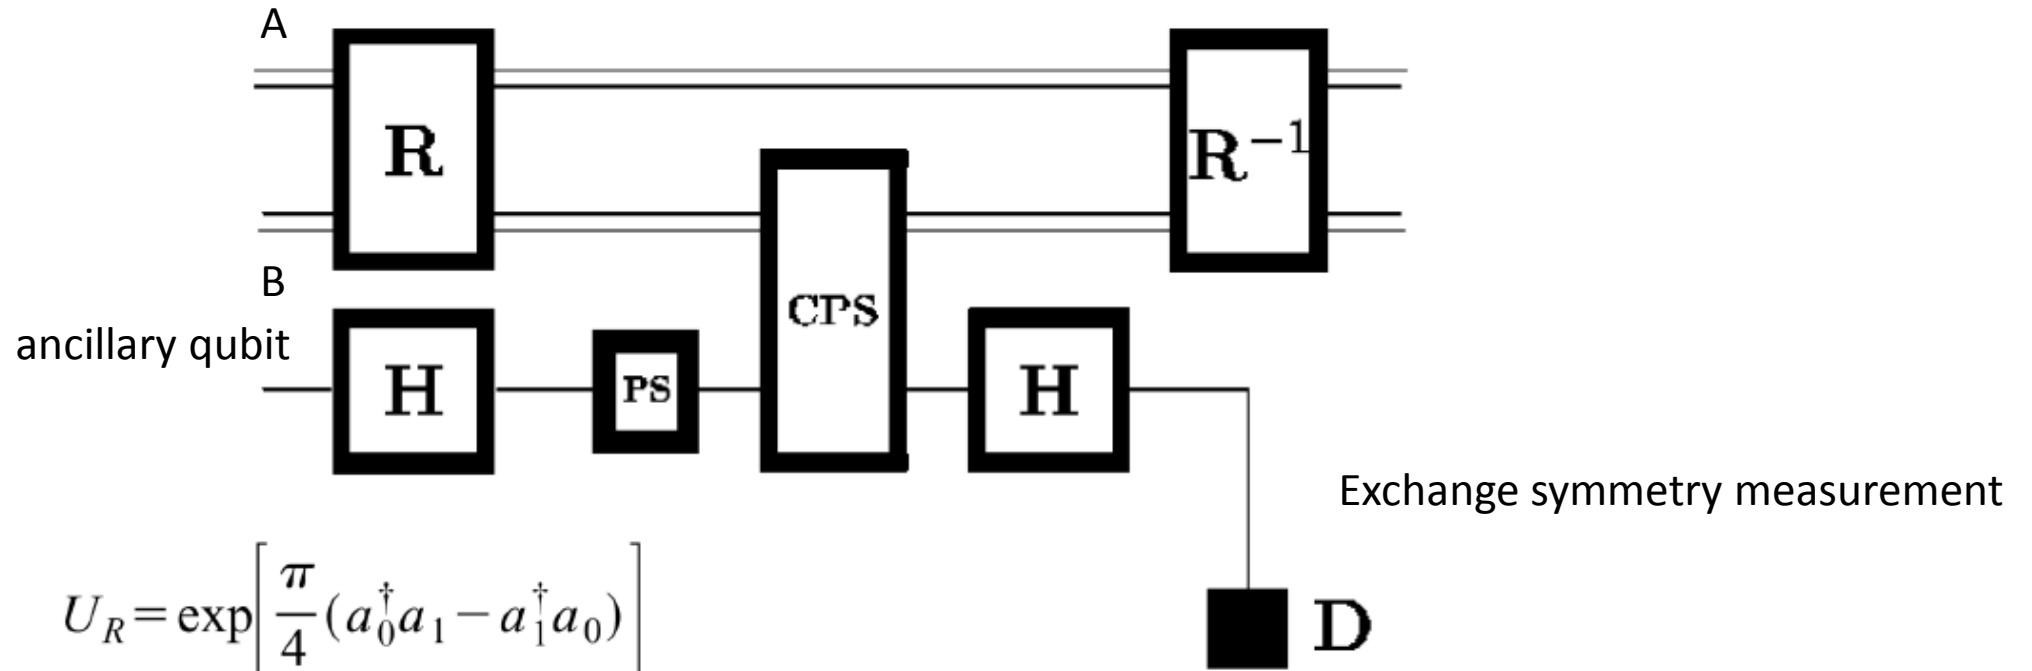 A
R
R⁻¹
B
ancillary qubit
H
PS
CPS
H
Exchange symmetry measurement
U_R = exp[π/4 (a₀†a₁ − a₁†a₀)]
D